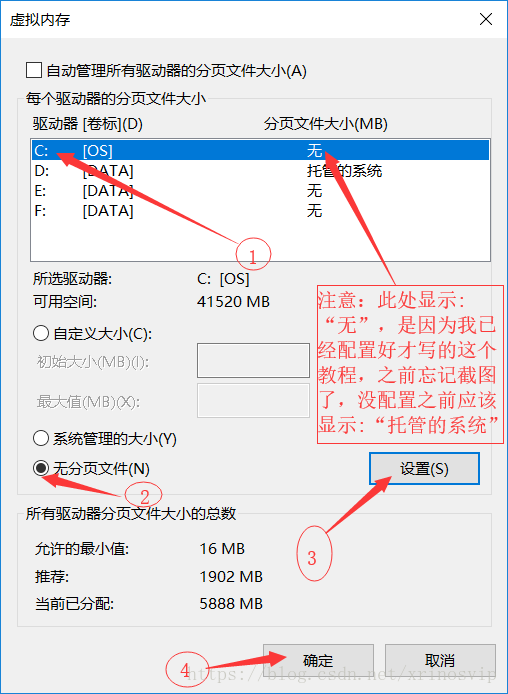 虚拟内存
自动管理所有驱动器的分页文件大小(A)
每个驱动器的分页文件大小
驱动器 [卷标](D) 分页文件大小(MB)
C: [OS] 无
D: [DATA] 托管的系统
E: [DATA] 无
F: [DATA] 无
1
所选驱动器: C: [OS]
可用空间: 41520 MB
注意：此处显示:
“无”，是因为我已
经配置好才写的这个
教程，之前忘记截图
了，没配置之前应该
显示:“托管的系统”
自定义大小(C):
初始大小(MB)(I):
最大值(MB)(X):
系统管理的大小(Y)
无分页文件(N)
设置(S)
2
3
所有驱动器分页文件大小的总数
允许的最小值: 16 MB
推荐: 1902 MB
当前已分配: 5888 MB
4
确定 取消
https://blog.csdn.net/xrinosvip